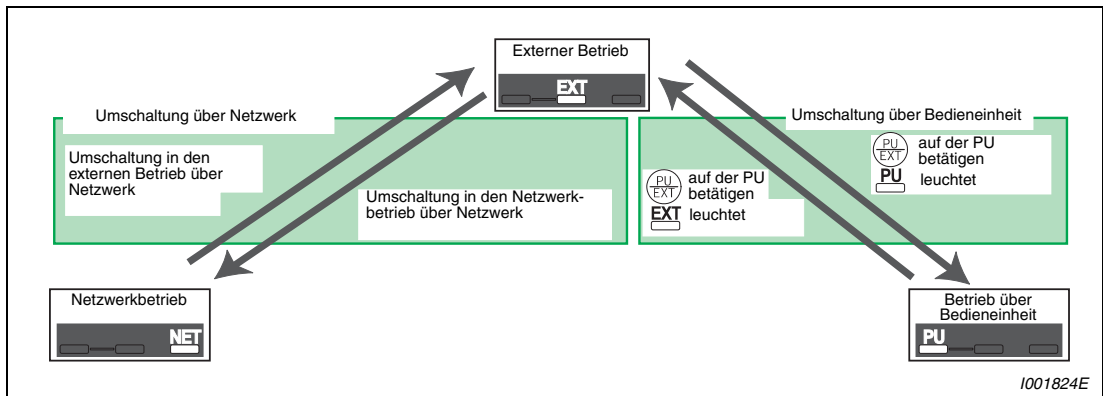 Externer Betrieb
EXT
Umschaltung über Netzwerk
Umschaltung in den
externen Betrieb über
Netzwerk
Umschaltung in den Netzwerk-
betrieb über Netzwerk
Umschaltung über Bedieneinheit
PU
EXT
auf der PU
betätigen
PU
leuchtet
PU
EXT
auf der PU
betätigen
EXT
leuchtet
Netzwerkbetrieb
NET
Betrieb über
Bedieneinheit
PU
I001824E